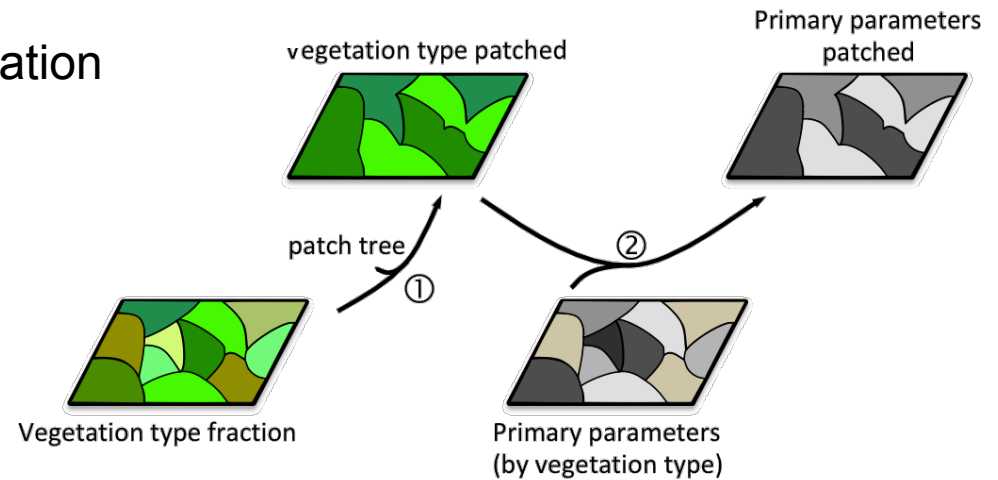 ation
vegetation type patched
Primary parameters
patched
patch tree
①
②
Vegetation type fraction
Primary parameters
(by vegetation type)